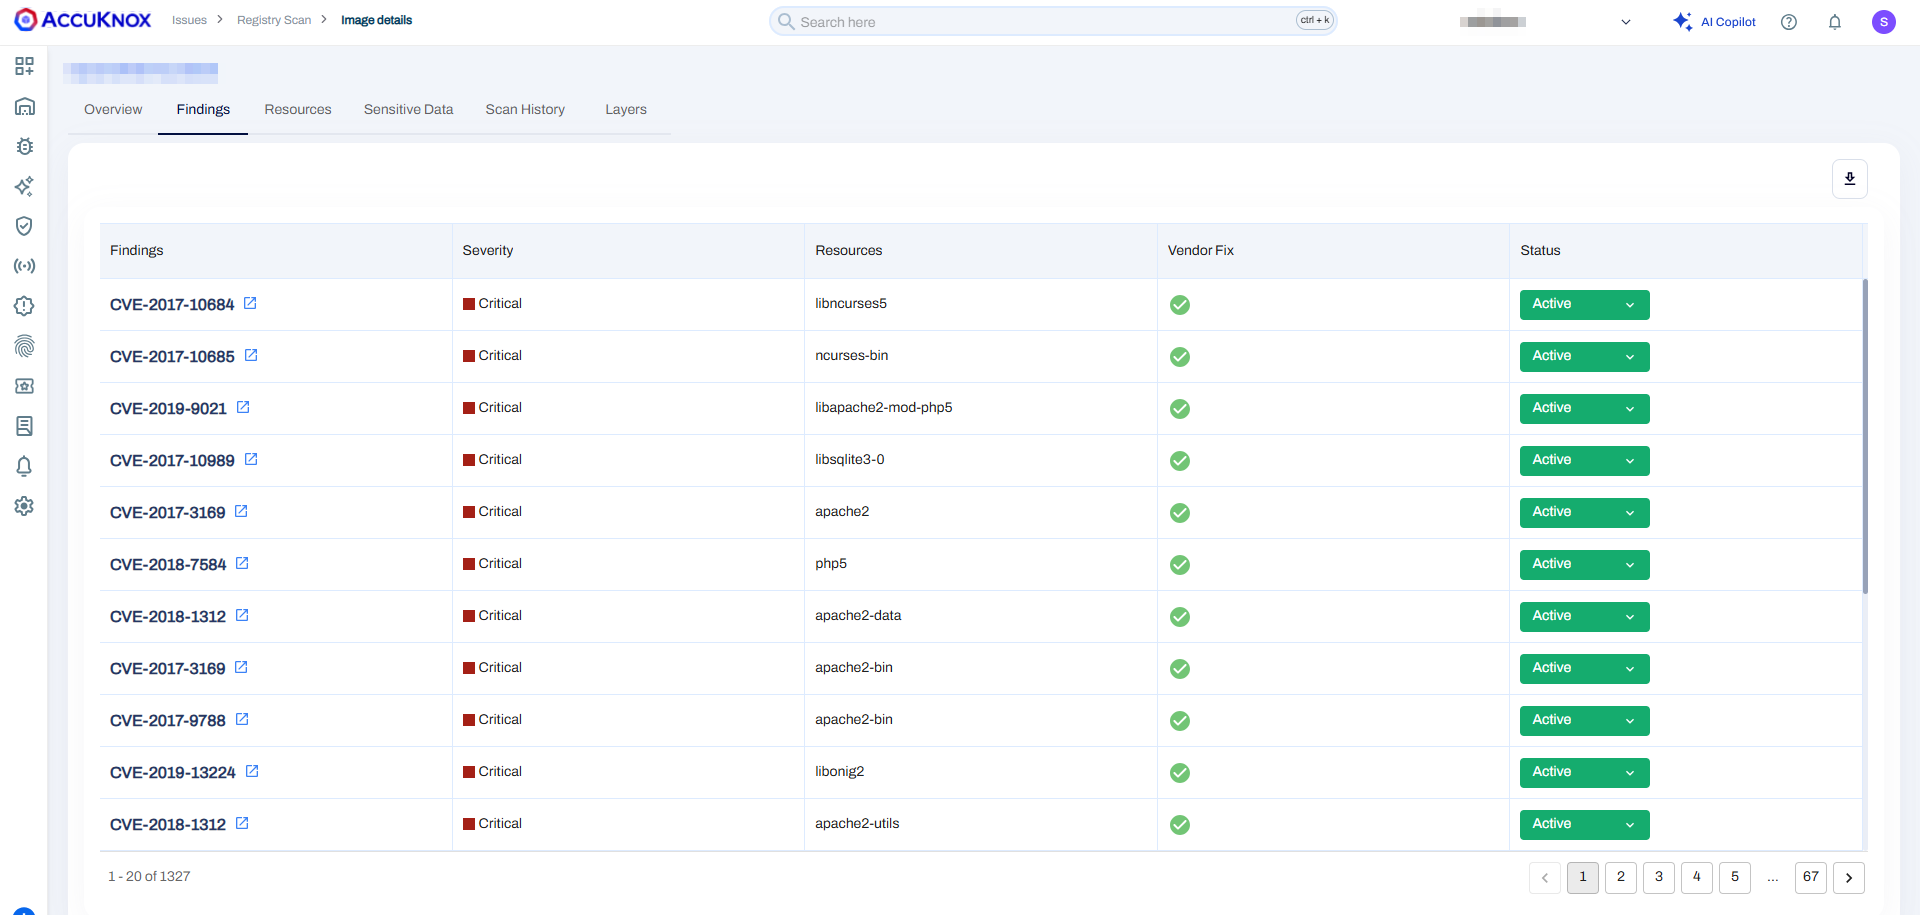 ACCUKNOX Issues > Registry Scan > Image details Search here ctrl + k AI Copilot ? S
Overview Findings Resources Sensitive Data Scan History Layers
Findings Severity Resources Vendor Fix Status
CVE-2017-10684 Critical libncurses5 Active
CVE-2017-10685 Critical ncurses-bin Active
CVE-2019-9021 Critical libapache2-mod-php5 Active
CVE-2017-10989 Critical libsqlite3-0 Active
CVE-2017-3169 Critical apache2 Active
CVE-2018-7584 Critical php5 Active
CVE-2018-1312 Critical apache2-data Active
CVE-2017-3169 Critical apache2-bin Active
CVE-2017-9788 Critical apache2-bin Active
CVE-2019-13224 Critical libonig2 Active
CVE-2018-1312 Critical apache2-utils Active
1 - 20 of 1327 < 1 2 3 4 5 ... 67 >